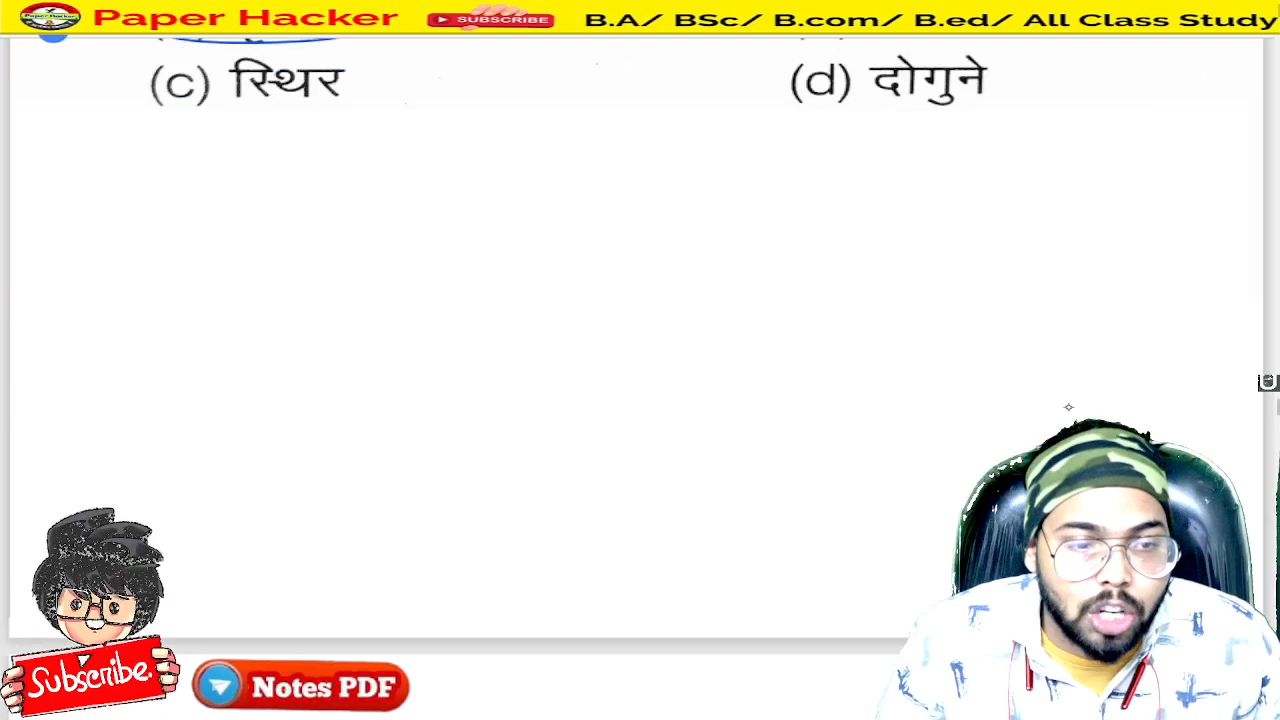 Paper Hacker
SUBSCRIBE
B.A/ BSc/ B.com/ B.ed/ All Class Study
(c) स्थिर
(d) दोगुने
Subscribe.
Notes PDF